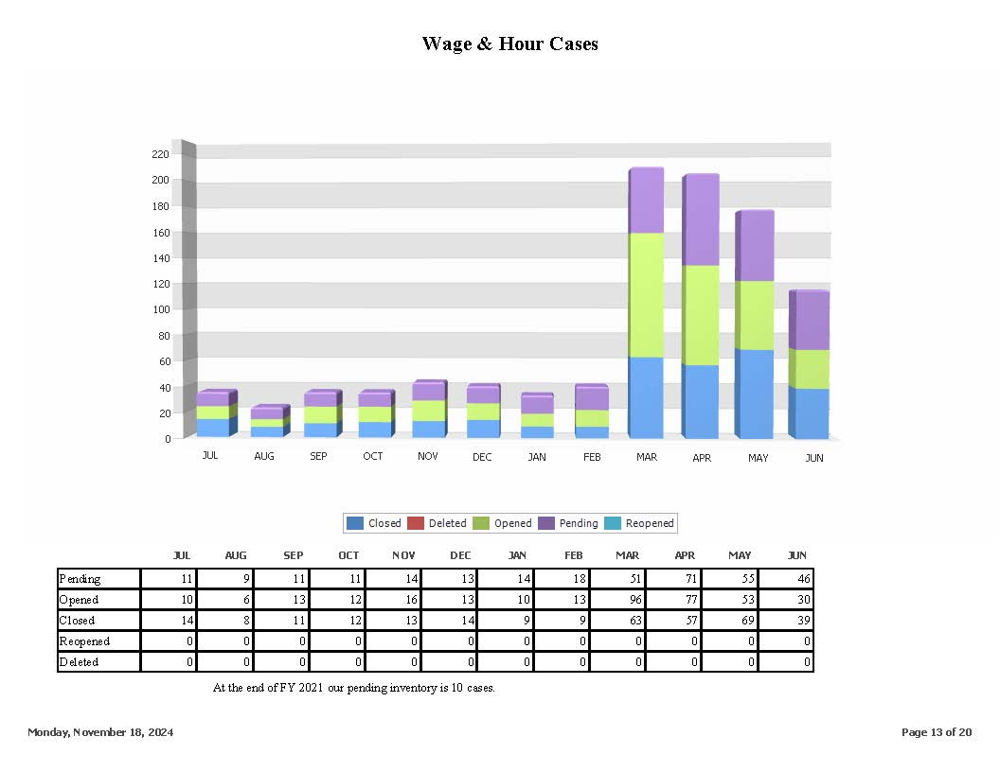 Wage & Hour Cases
220
200
180
160
140
120
100
80
60
40
20
0
JUL AUG SEP OCT NOV DEC JAN FEB MAR APR MAY JUN
Closed Deleted Opened Pending Reopened
JUL AUG SEP OCT NOV DEC JAN FEB MAR APR MAY JUN
Pending 11 9 11 11 14 13 14 18 51 71 55 46
Opened 10 6 13 12 16 13 10 13 96 77 53 30
Closed 14 8 11 12 13 14 9 9 63 57 69 39
Reopened 0 0 0 0 0 0 0 0 0 0 0 0
Deleted 0 0 0 0 0 0 0 0 0 0 0 0
At the end of FY 2021 our pending inventory is 10 cases.
Monday, November 18, 2024 Page 13 of 20